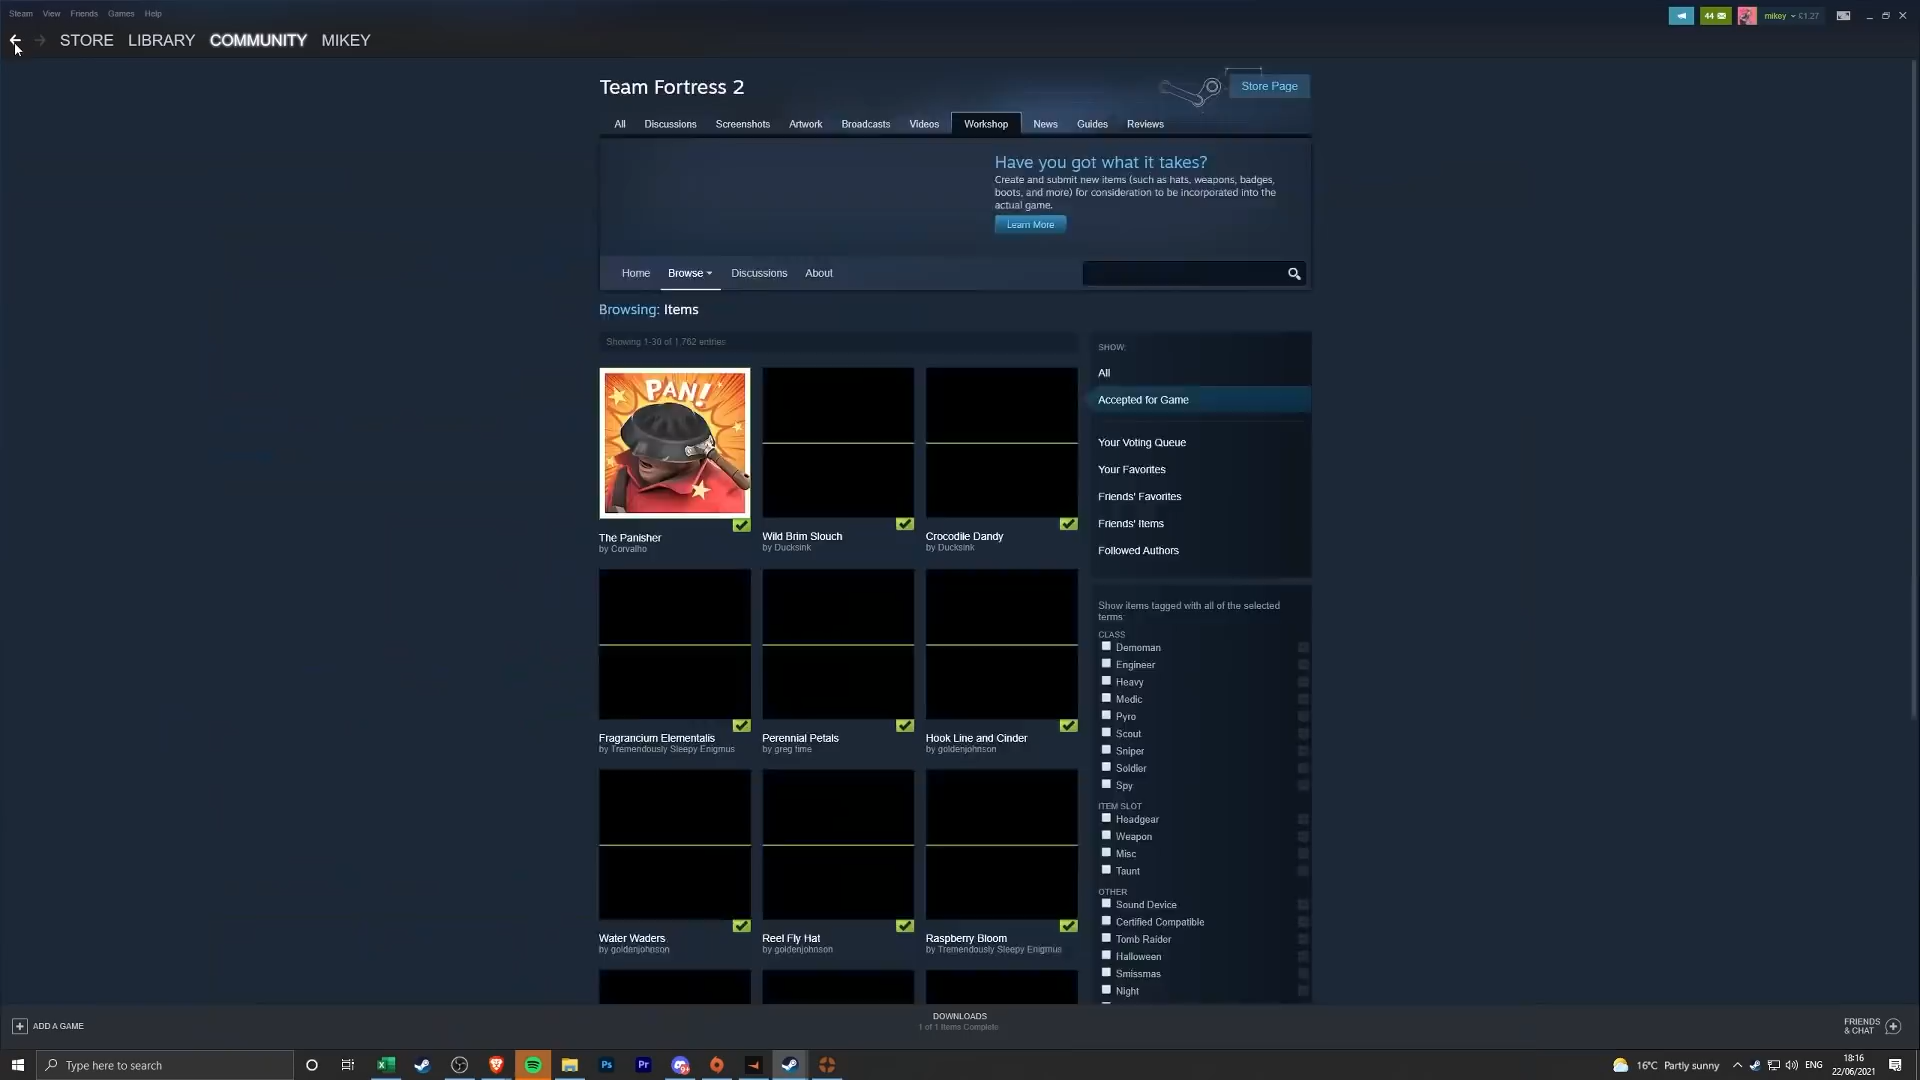 Steam View Friends Games Help
44
mikey £1.27
STORE LIBRARY COMMUNITY MIKEY
Team Fortress 2
Store Page
All Discussions Screenshots Artwork Broadcasts Videos Workshop News Guides Reviews
Have you got what it takes?
Create and submit new items (such as hats, weapons, badges,
boots, and more) for consideration to be incorporated into the
actual game.
Learn More
Home Browse Discussions About
Browsing: Items
Showing 1-30 of 1,762 entries
PAN!
The Panisher
by Corvalho
Wild Brim Slouch
by Ducksink
Crocodile Dandy
by Ducksink
Fragrancium Elementalis
by Tremendously Sleepy Enigmus
Perennial Petals
by greg time
Hook Line and Cinder
by goldenjohnson
Water Waders
by goldenjohnson
Reel Fly Hat
by goldenjohnson
Raspberry Bloom
by Tremendously Sleepy Enigmus
SHOW:
All
Accepted for Game
Your Voting Queue
Your Favorites
Friends' Favorites
Friends' Items
Followed Authors
Show items tagged with all of the selected
terms:
CLASS
Demoman
Engineer
Heavy
Medic
Pyro
Scout
Sniper
Soldier
Spy
ITEM SLOT
Headgear
Weapon
Misc
Taunt
OTHER
Sound Device
Certified Compatible
Tomb Raider
Halloween
Smissmas
Night
ADD A GAME
DOWNLOADS
1 of 1 Items Complete
FRIENDS
& CHAT
Type here to search
Ps
Pr
9+
16°C Partly sunny
ENG
18:16
22/06/2021